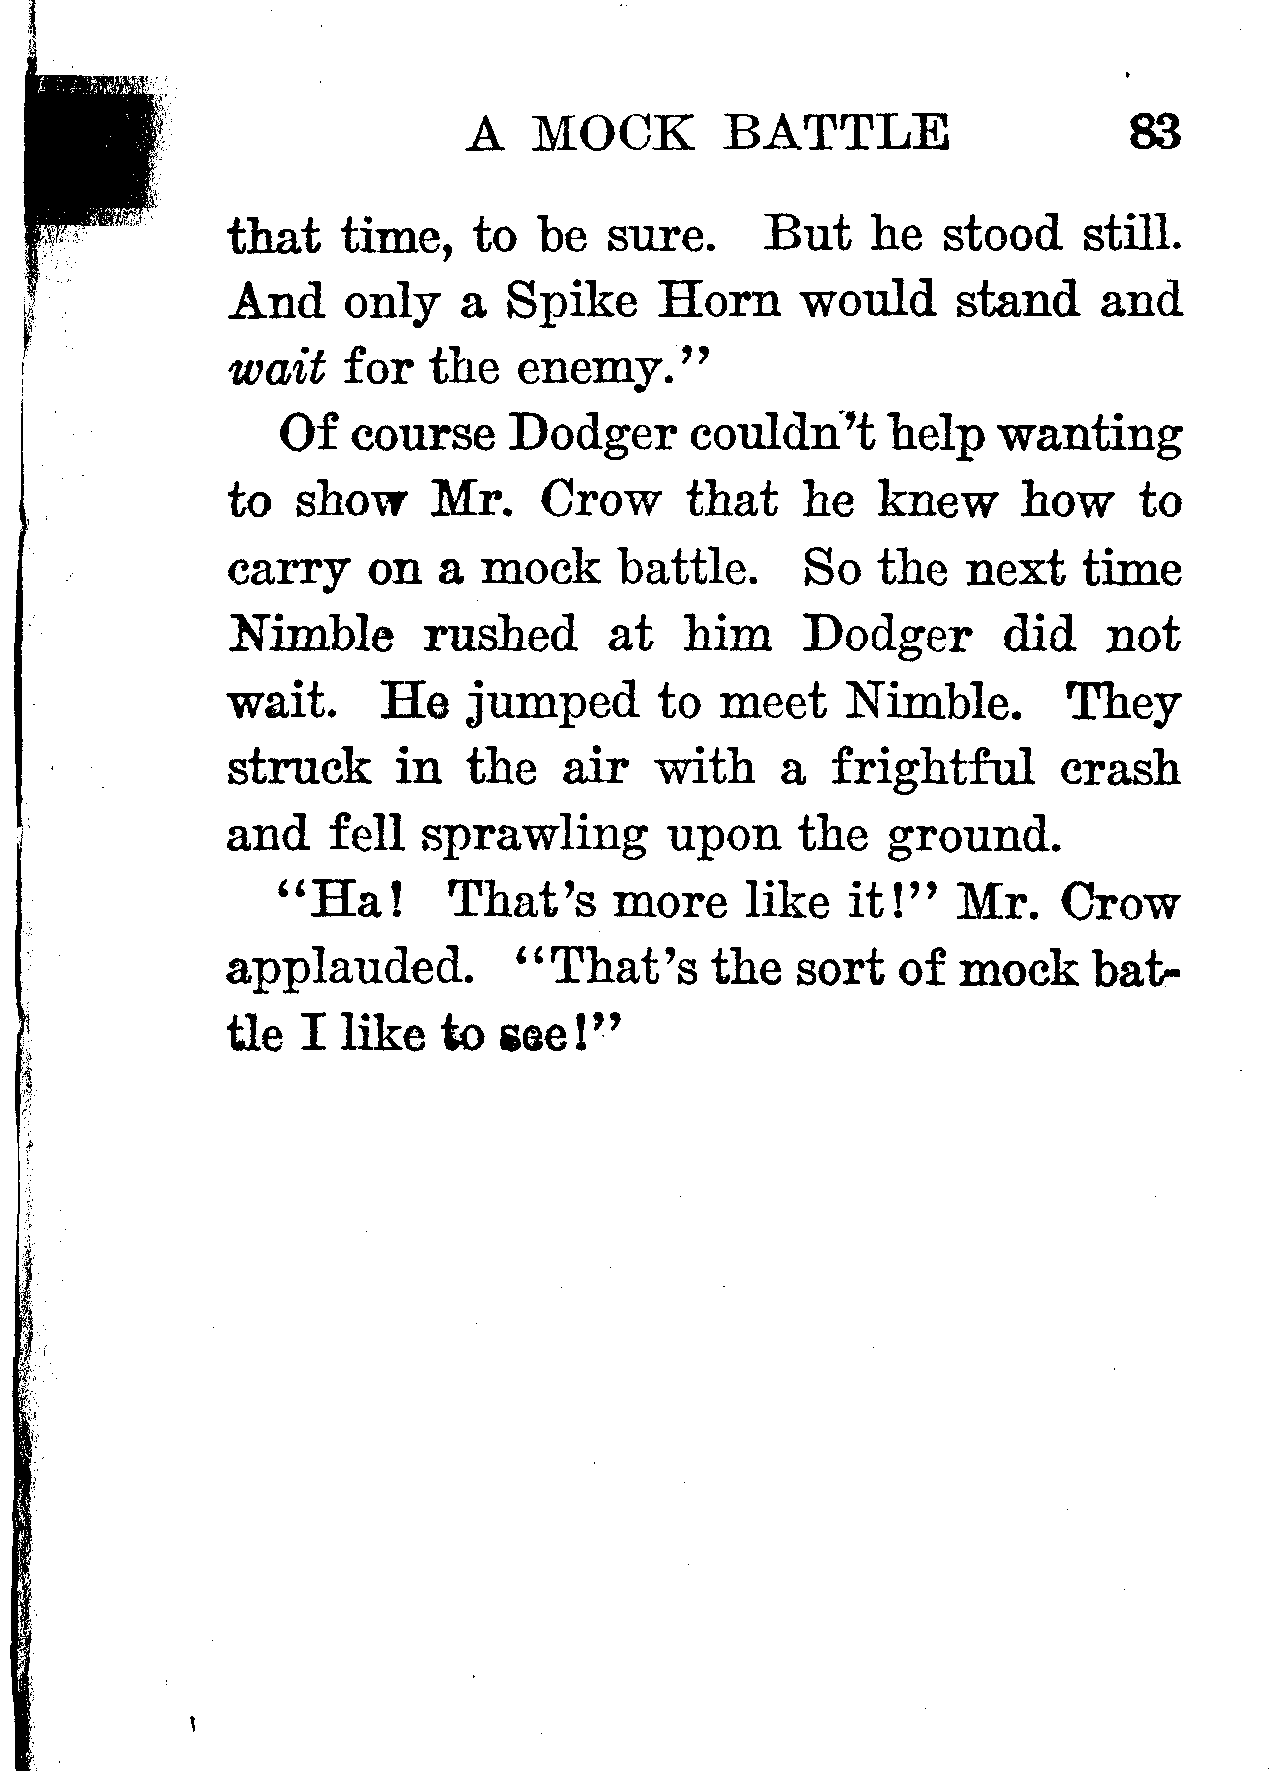 A MOCK BATTLE 83
that time, to be sure. But he stood still.
And only a Spike Horn would stand and
wait for the enemy."
Of course Dodger couldn't help wanting
to show Mr. Crow that he knew how to
carry on a mock battle. So the next time
Nimble rushed at him Dodger did not
wait. He jumped to meet Nimble. They
struck in the air with a frightful crash
and fell sprawling upon the ground.
"Ha! That's more like it!" Mr. Crow
applauded. "That's the sort of mock bat-
tle I like to see!"